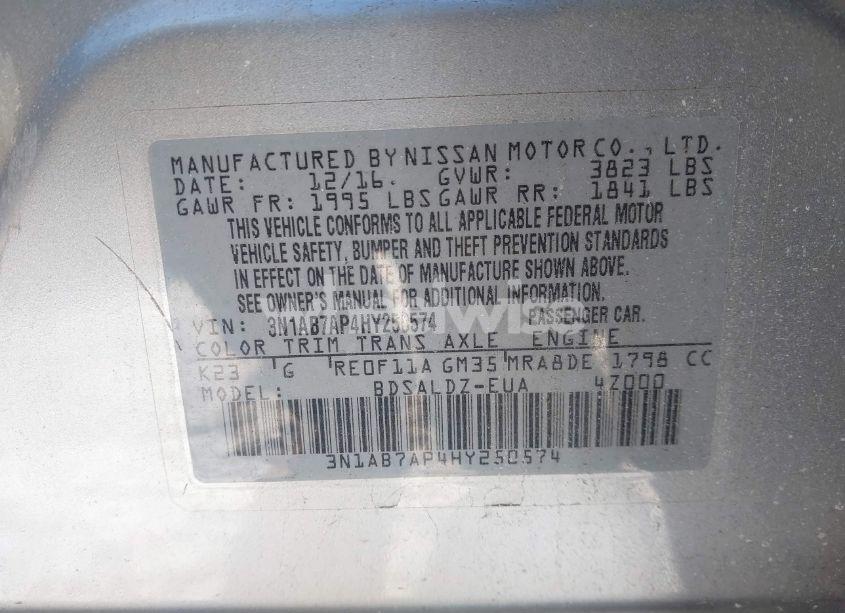 MANUFACTURED BY NISSAN MOTOR CO., LTD.
DATE: 12/16. GVWR: 3823 LBS
GAWR FR: 1995 LBS GAWR RR: 1841 LBS
THIS VEHICLE CONFORMS TO ALL APPLICABLE FEDERAL MOTOR
VEHICLE SAFETY, BUMPER AND THEFT PREVENTION STANDARDS
IN EFFECT ON THE DATE OF MANUFACTURE SHOWN ABOVE.
SEE OWNER'S MANUAL FOR ADDITIONAL INFORMATION.
VIN: 3N1AB7AP4HY250574 PASSENGER CAR.
COLOR TRIM TRANS AXLE ENGINE
K23 G RE0F11A GM35 MRA8DE 1798 CC
MODEL: BDSALDZ-EUA 4Z000
3N1AB7AP4HY250574